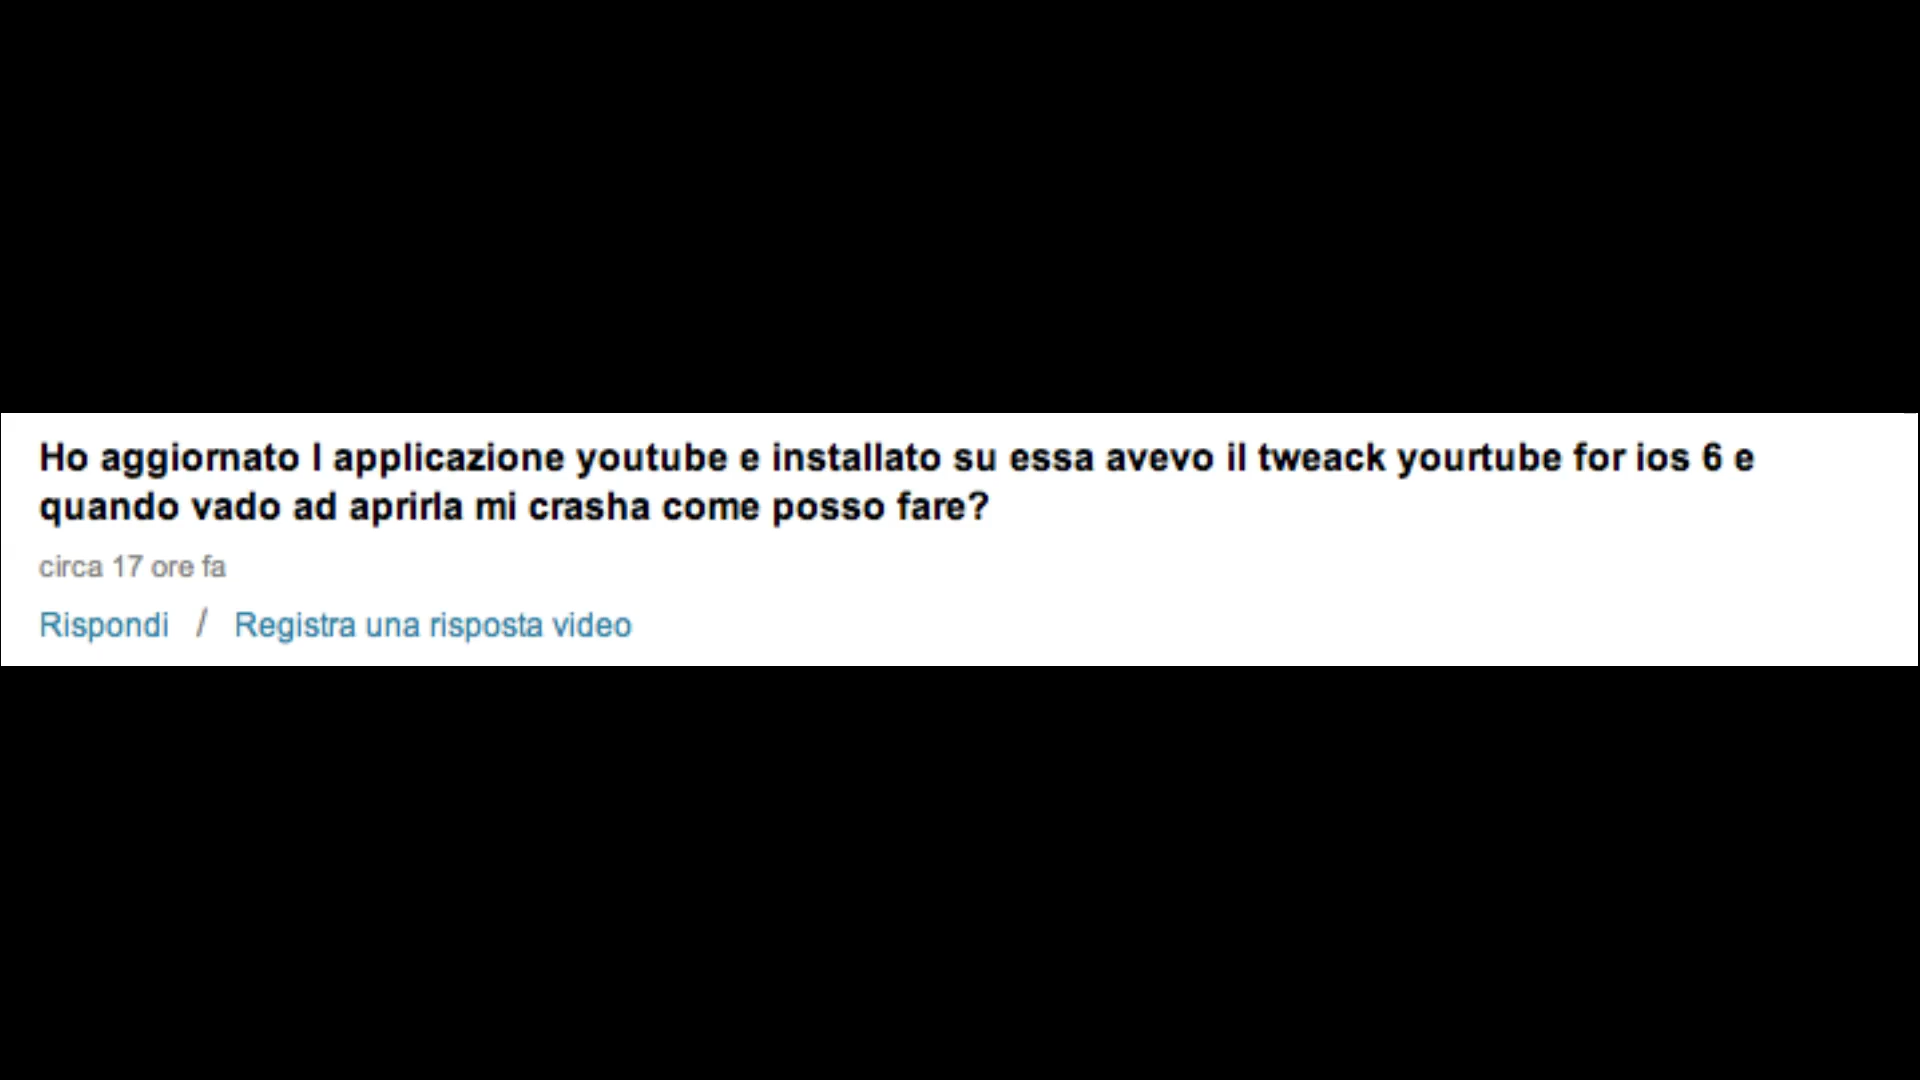 Ho aggiornato l applicazione youtube e installato su essa avevo il tweack yourtube for ios 6 e
quando vado ad aprirla mi crasha come posso fare?
circa 17 ore fa
Rispondi / Registra una risposta video